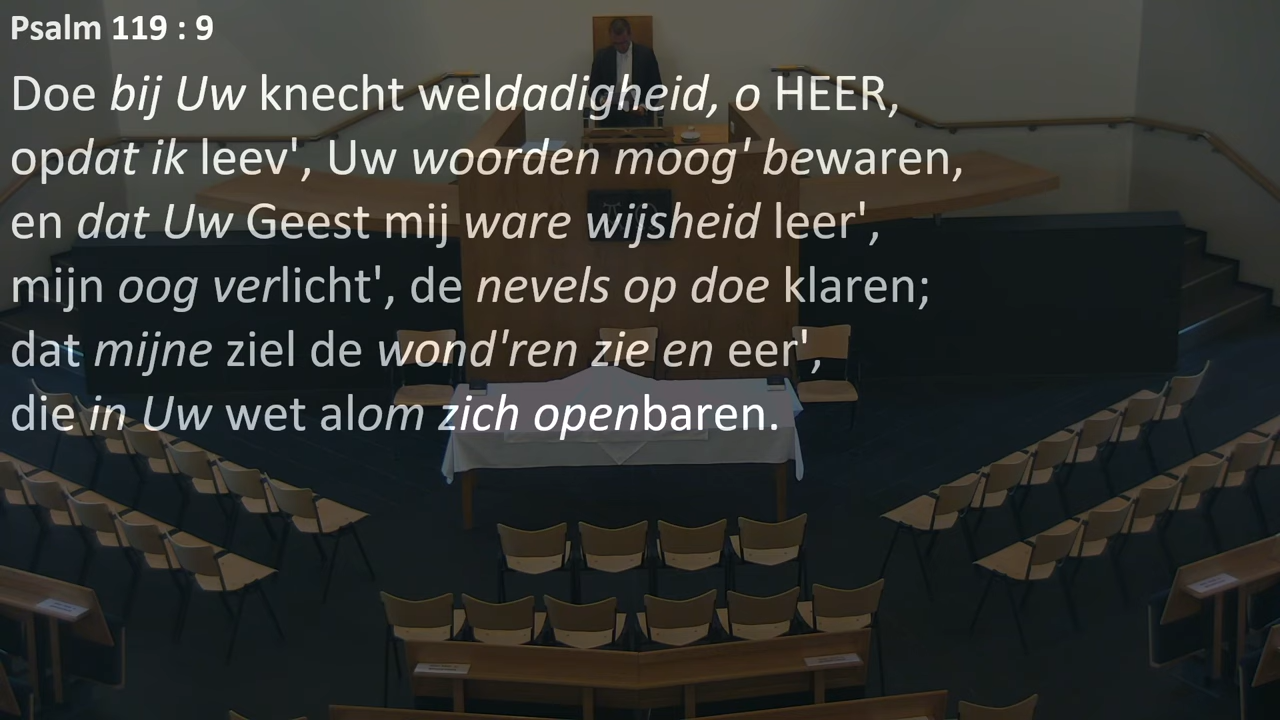 Psalm 119 : 9
Doe bij Uw knecht weldadigheid, o HEER,
opdat ik leev', Uw woorden moog' bewaren,
en dat Uw Geest mij ware wijsheid leer',
mijn oog verlicht', de nevels op doe klaren;
dat mijne ziel de wond'ren zie en eer',
die in Uw wet alom zich openbaren.